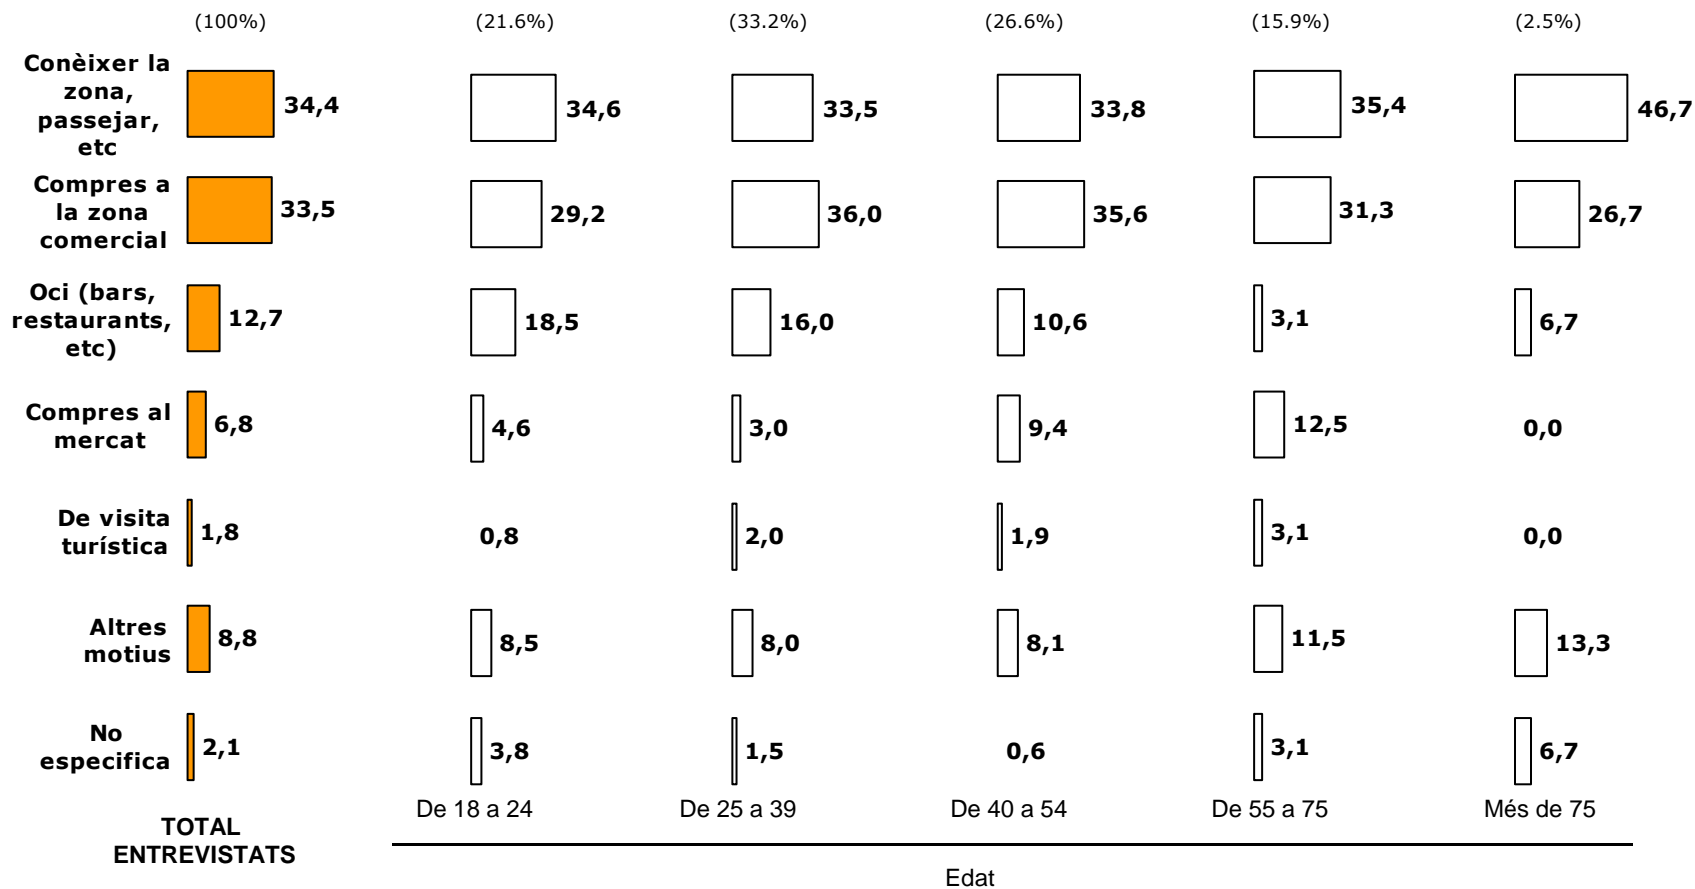 (100%) (21.6%) (33.2%) (26.6%) (15.9%) (2.5%)
Conèixer la
zona,
passejar,
etc
34,4 34,6 33,5 33,8 35,4 46,7
Compres a
la zona
comercial
33,5 29,2 36,0 35,6 31,3 26,7
Oci (bars,
restaurants,
etc)
12,7 18,5 16,0 10,6 3,1 6,7
Compres al
mercat
6,8 4,6 3,0 9,4 12,5 0,0
De visita
turística
1,8 0,8 2,0 1,9 3,1 0,0
Altres
motius
8,8 8,5 8,0 8,1 11,5 13,3
No
especifica
2,1 3,8 1,5 0,6 3,1 6,7
TOTAL
ENTREVISTATS
De 18 a 24 De 25 a 39 De 40 a 54 De 55 a 75 Més de 75
Edat